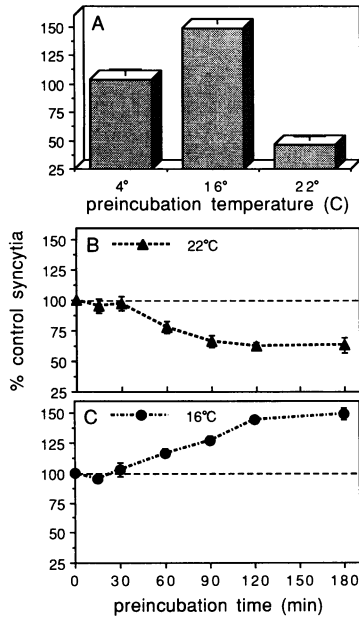 A
150
125
100
75
50
25
4° 16° 22°
preincubation temperature (C)
% control syncytia
B 22°C
150
125
100
75
50
25
C 16°C
150
125
100
75
50
25
0 30 60 90 120 150 180
preincubation time (min)